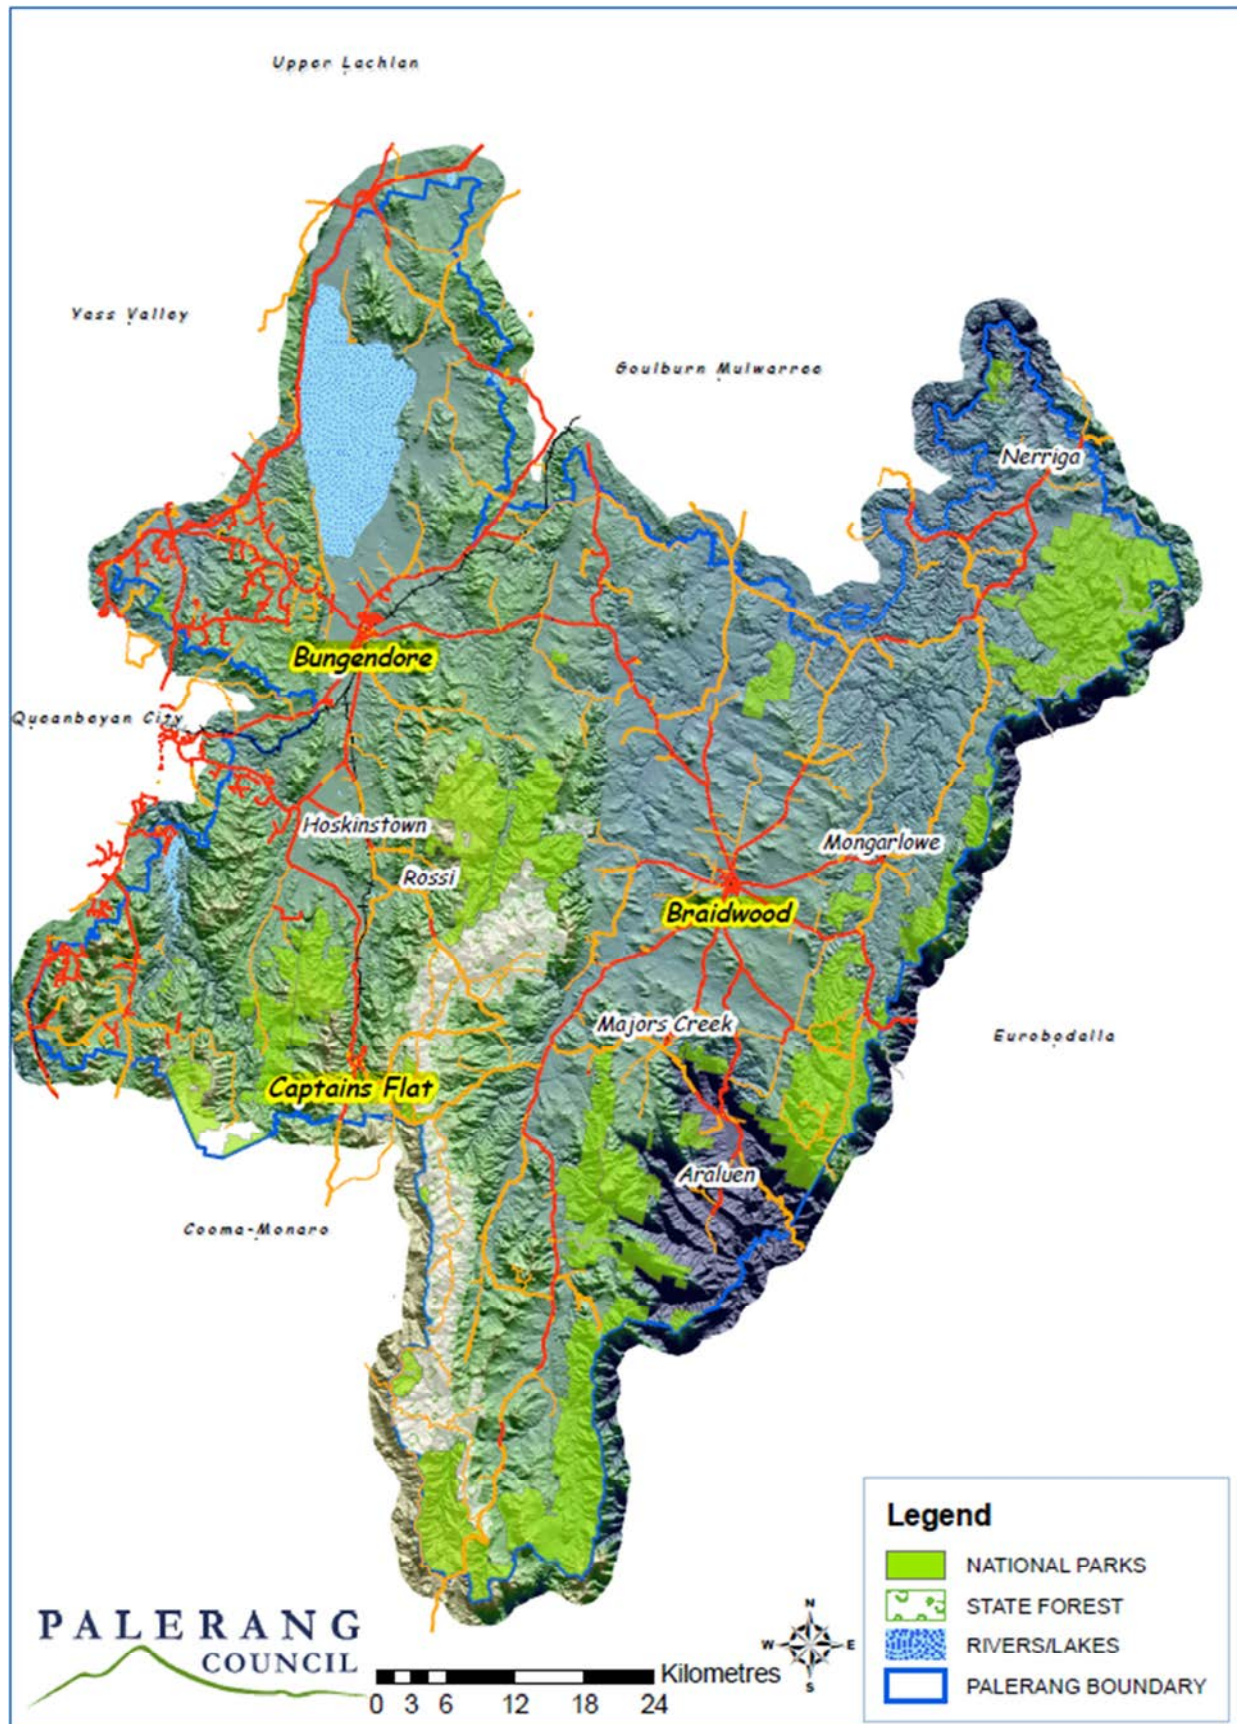 Upper Lachlan
Yass Valley
Goulburn Mulwarree
Nerriga
Bungendore
Queanbeyan City
Hoskinstown
Mongarlowe
Rossi
Braidwood
Majors Creek
Eurobodalla
Captains Flat
Araluen
Cooma-Monaro
Legend
NATIONAL PARKS
STATE FOREST
RIVERS/LAKES
PALERANG BOUNDARY
PALERANG
COUNCIL
N
W E
S
Kilometres
0 3 6 12 18 24